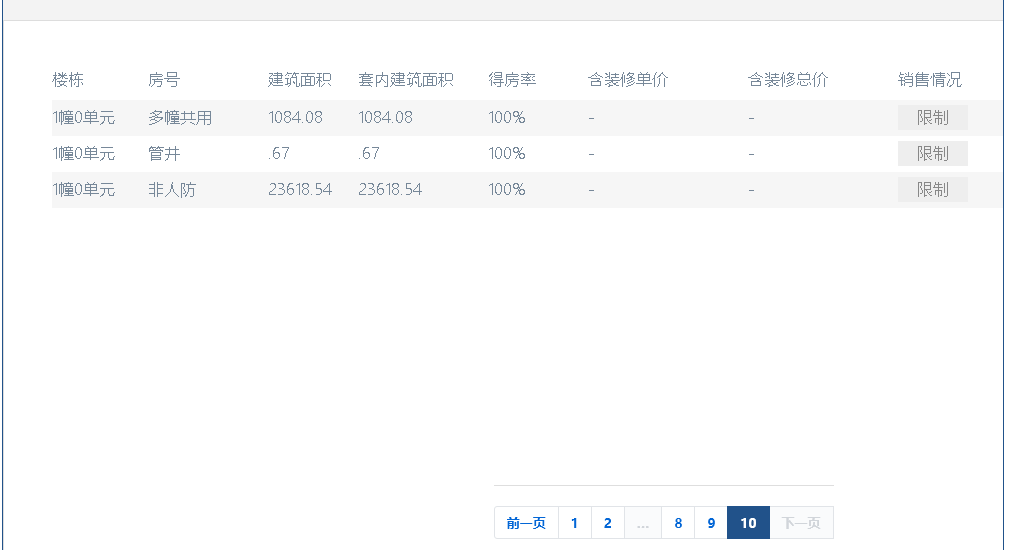 楼栋 房号 建筑面积 套内建筑面积 得房率 含装修单价 含装修总价 销售情况
1幢0单元 多幢共用 1084.08 1084.08 100% - - 限制
1幢0单元 管井 .67 .67 100% - - 限制
1幢0单元 非人防 23618.54 23618.54 100% - - 限制
前一页 1 2 ... 8 9 10 下一页